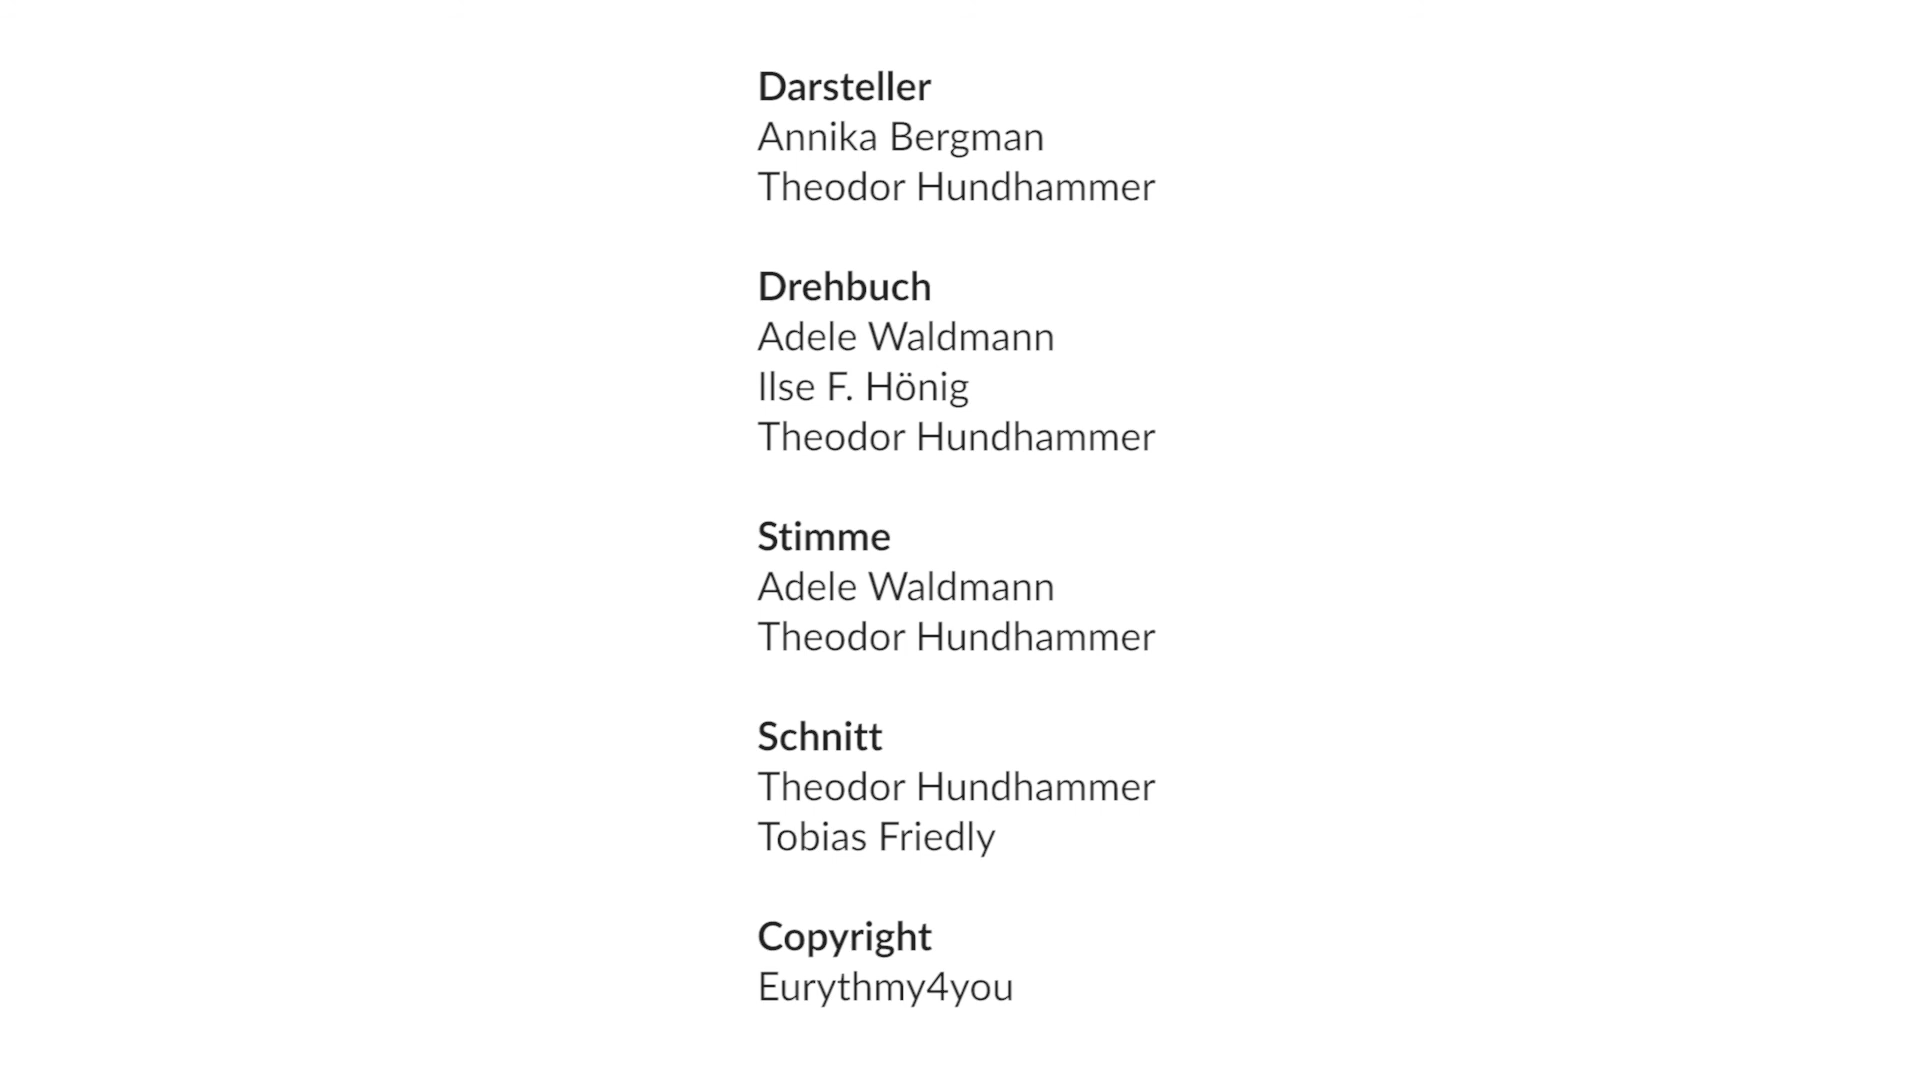 Darsteller
Annika Bergman
Theodor Hundhammer
Drehbuch
Adele Waldmann
Ilse F. Hönig
Theodor Hundhammer
Stimme
Adele Waldmann
Theodor Hundhammer
Schnitt
Theodor Hundhammer
Tobias Friedly
Copyright
Eurythmy4you